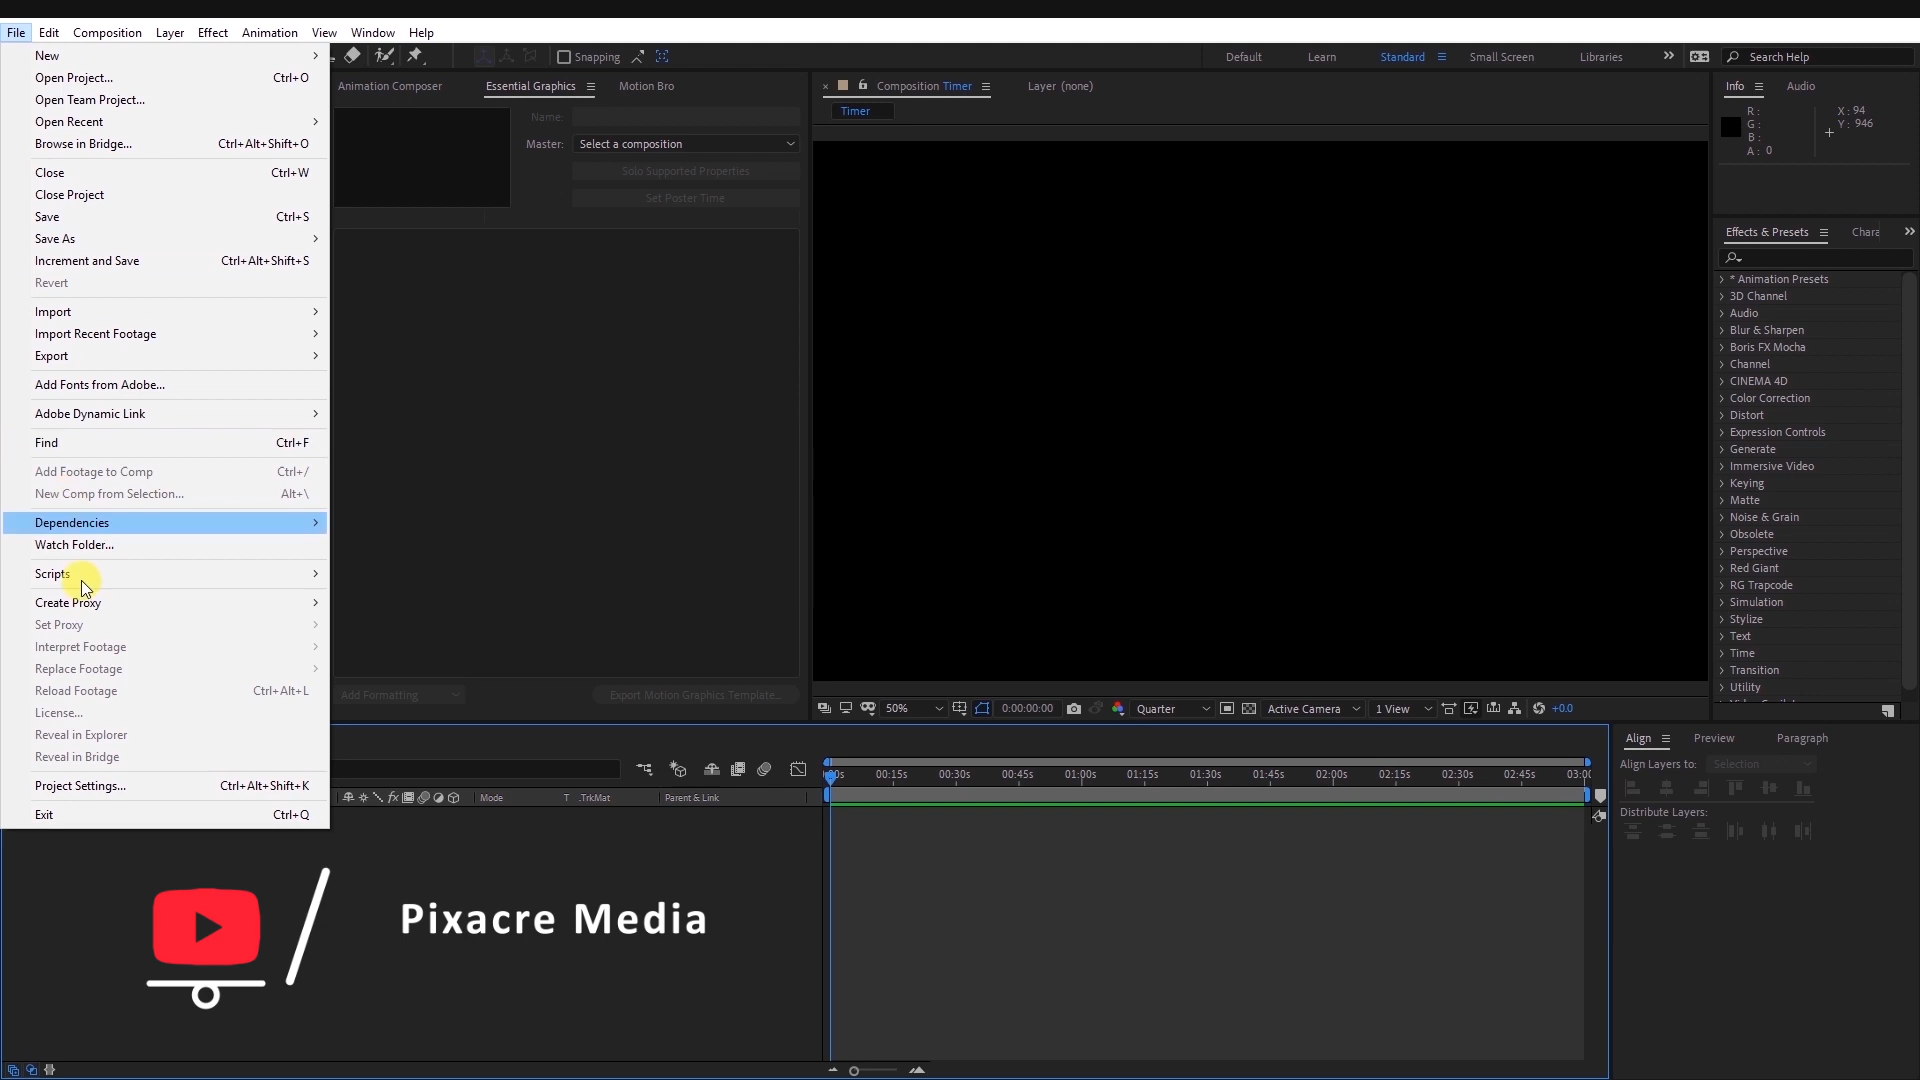 File Edit Composition Layer Effect Animation View Window Help
New
Open Project... Ctrl+O
Open Team Project...
Open Recent
Browse in Bridge... Ctrl+Alt+Shift+O
Close Ctrl+W
Close Project
Save Ctrl+S
Save As
Increment and Save Ctrl+Alt+Shift+S
Revert
Import
Import Recent Footage
Export
Add Fonts from Adobe...
Adobe Dynamic Link
Find Ctrl+F
Add Footage to Comp Ctrl+/
New Comp from Selection... Alt+\
Dependencies
Watch Folder...
Scripts
Create Proxy
Set Proxy
Interpret Footage
Replace Footage
Reload Footage Ctrl+Alt+L
License...
Reveal in Explorer
Reveal in Bridge
Project Settings... Ctrl+Alt+Shift+K
Exit Ctrl+Q
Snapping
Default Learn Standard Small Screen Libraries
Search Help
Animation Composer Essential Graphics Motion Bro
Name:
Master: Select a composition
Solo Supported Properties
Set Poster Time
Add Formatting Export Motion Graphics Template...
Composition Timer Layer (none)
Timer
50% 0:00:00:00 Quarter Active Camera 1 View +0.0
Info Audio
R: X: 94
G: Y: 946
B:
A: 0
Effects & Presets Chara
* Animation Presets
3D Channel
Audio
Blur & Sharpen
Boris FX Mocha
Channel
CINEMA 4D
Color Correction
Distort
Expression Controls
Generate
Immersive Video
Keying
Matte
Noise & Grain
Obsolete
Perspective
Red Giant
RG Trapcode
Simulation
Stylize
Text
Time
Transition
Utility
Mode T .TrkMat Parent & Link
00:15s 00:30s 00:45s 01:00s 01:15s 01:30s 01:45s 02:00s 02:15s 02:30s 02:45s 03:00
Align Preview Paragraph
Align Layers to: Selection
Distribute Layers:
Pixacre Media